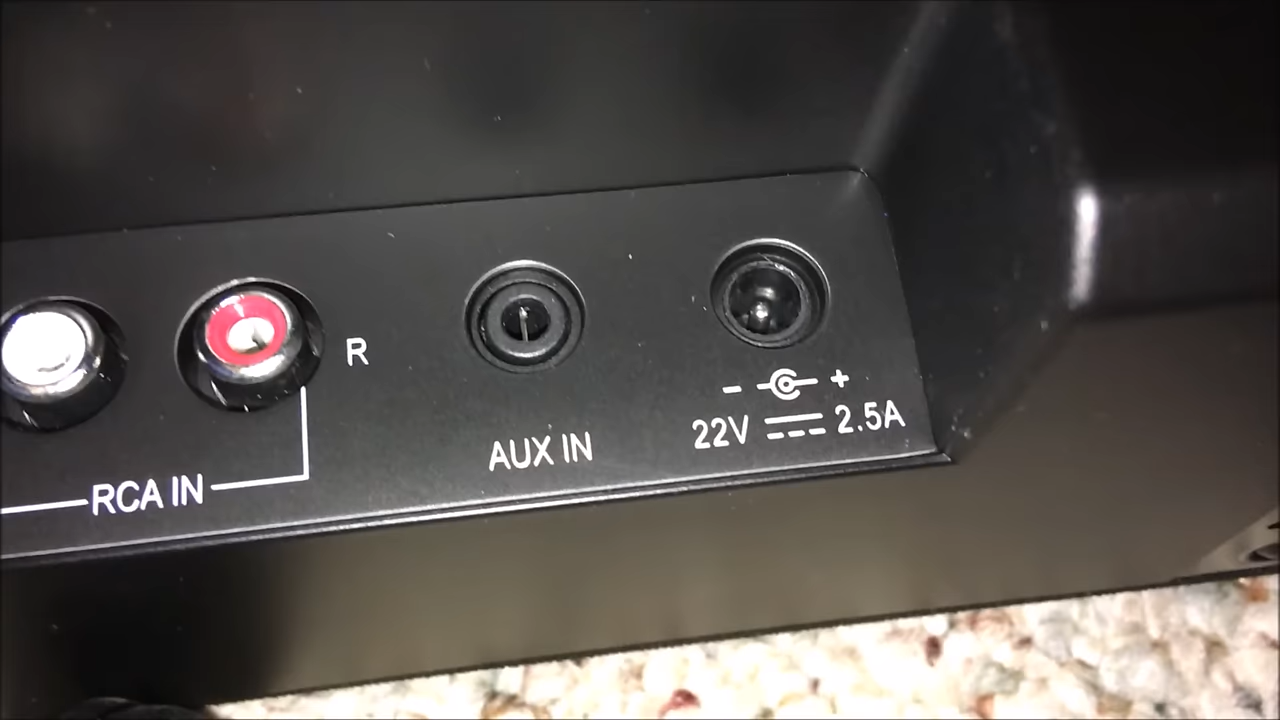 R
RCA IN
AUX IN
- +
22V 2.5A